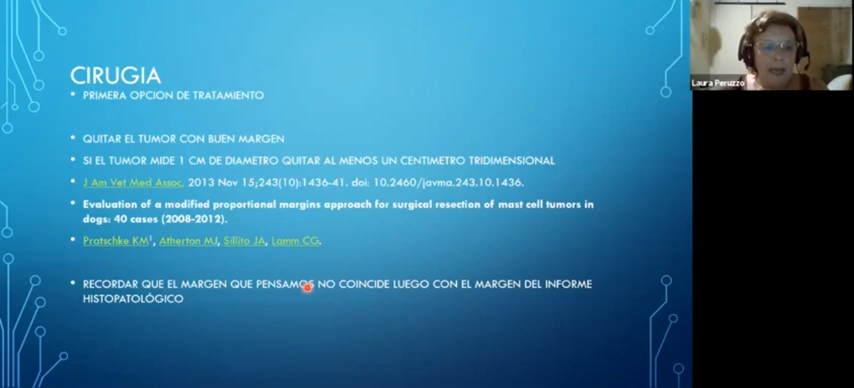 CIRUGIA
• PRIMERA OPCION DE TRATAMIENTO
• QUITAR EL TUMOR CON BUEN MARGEN
• SI EL TUMOR MIDE 1 CM DE DIAMETRO QUITAR AL MENOS UN CENTIMETRO TRIDIMENSIONAL
• J Am Vet Med Assoc. 2013 Nov 15;243(10):1436-41. doi: 10.2460/javma.243.10.1436.
• Evaluation of a modified proportional margins approach for surgical resection of mast cell tumors in
dogs: 40 cases (2008-2012).
• Pratschke KM¹, Atherton MJ, Sillito JA, Lamm CG.
• RECORDAR QUE EL MARGEN QUE PENSAMOS NO COINCIDE LUEGO CON EL MARGEN DEL INFORME
HISTOPATOLÓGICO
Laura Peruzzo